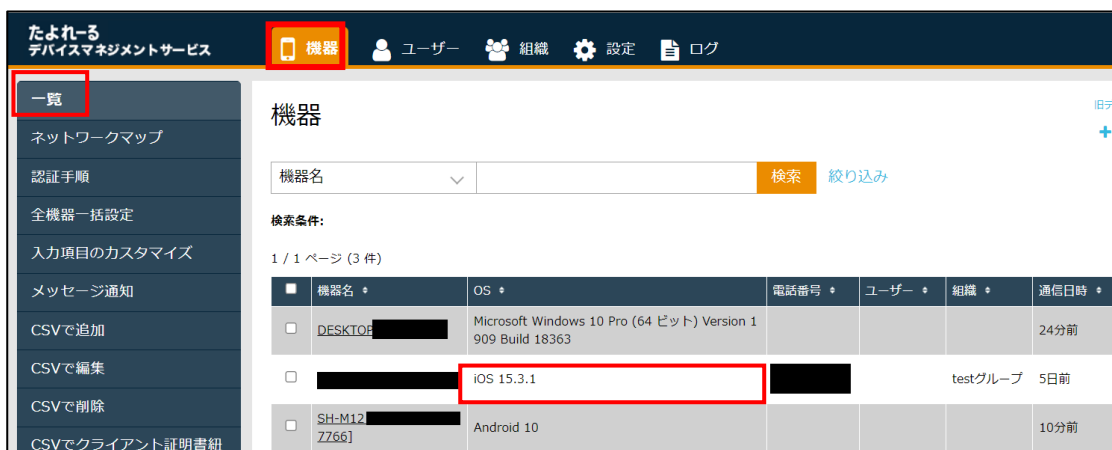 たよれーる
デバイスマネジメントサービス
機器 ユーザー 組織 設定 ログ
一覧
ネットワークマップ
認証手順
全機器一括設定
入力項目のカスタマイズ
メッセージ通知
CSVで追加
CSVで編集
CSVで削除
CSVでクライアント証明書紐
機器
旧デ
+
機器名 検索 絞り込み
検索条件:
1 / 1 ページ (3 件)
機器名 OS 電話番号 ユーザー 組織 通信日時
DESKTOP Microsoft Windows 10 Pro (64 ビット) Version 1
909 Build 18363 24分前
iOS 15.3.1 testグループ 5日前
SH-M12
7766] Android 10 10分前